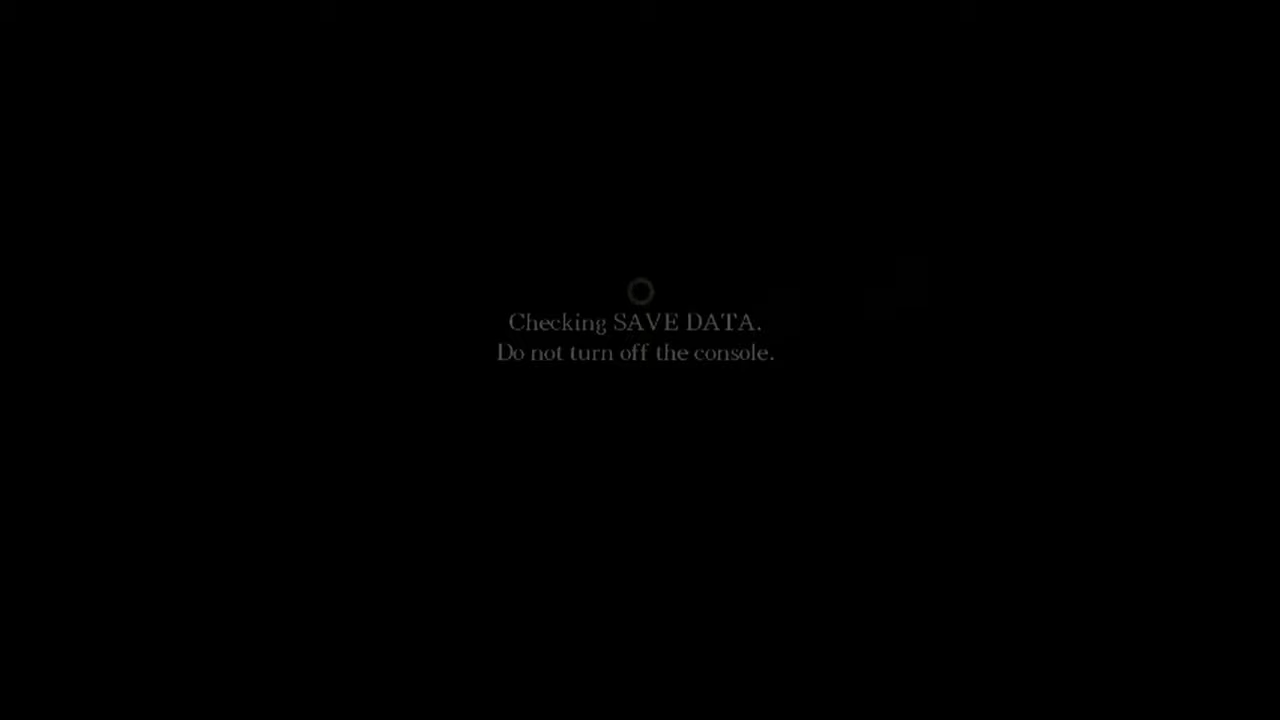 Checking SAVE DATA.
Do not turn off the console.